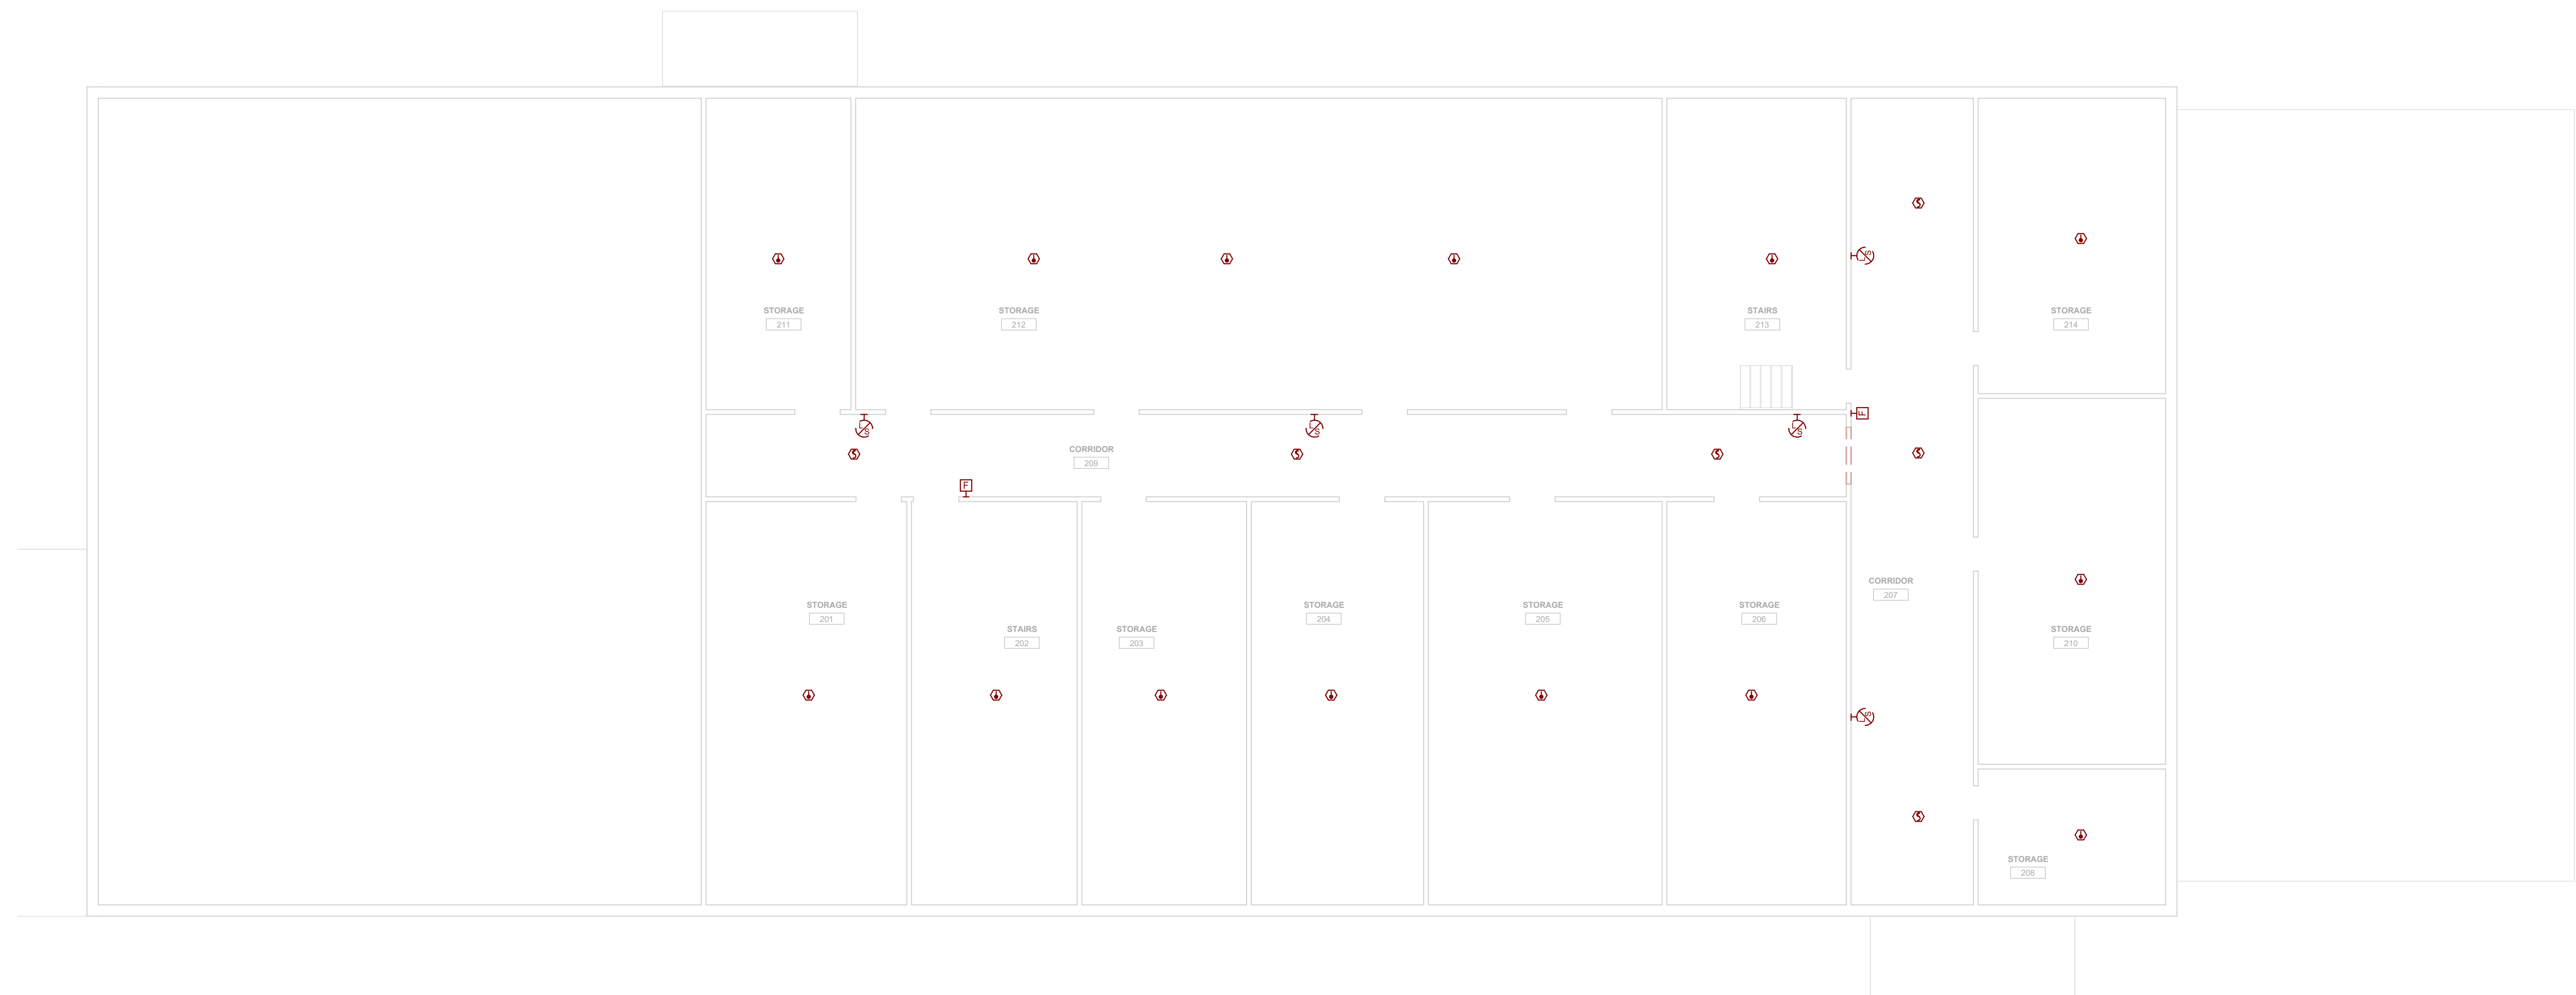 S
L S
STORAGE
211
STORAGE
212
STAIRS
213
STORAGE
214
F
L S
L S
L S
S
S
S
S
CORRIDOR
209
F
CORRIDOR
207
STORAGE
201
STORAGE
204
STORAGE
205
STORAGE
206
STAIRS
202
STORAGE
203
STORAGE
210
L S
S
STORAGE
208